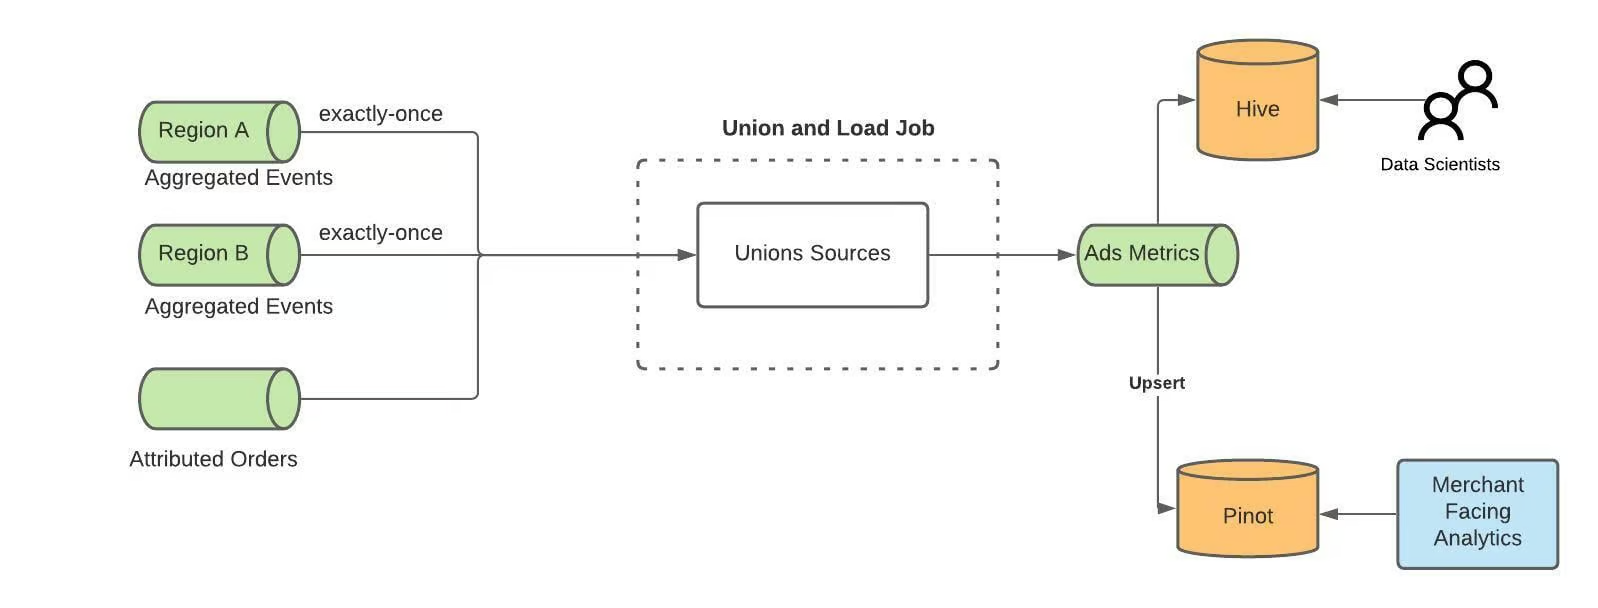 Region A
exactly-once
Aggregated Events
Region B
exactly-once
Aggregated Events
Attributed Orders
Union and Load Job
Unions Sources
Ads Metrics
Hive
Data Scientists
Upsert
Pinot
Merchant
Facing
Analytics